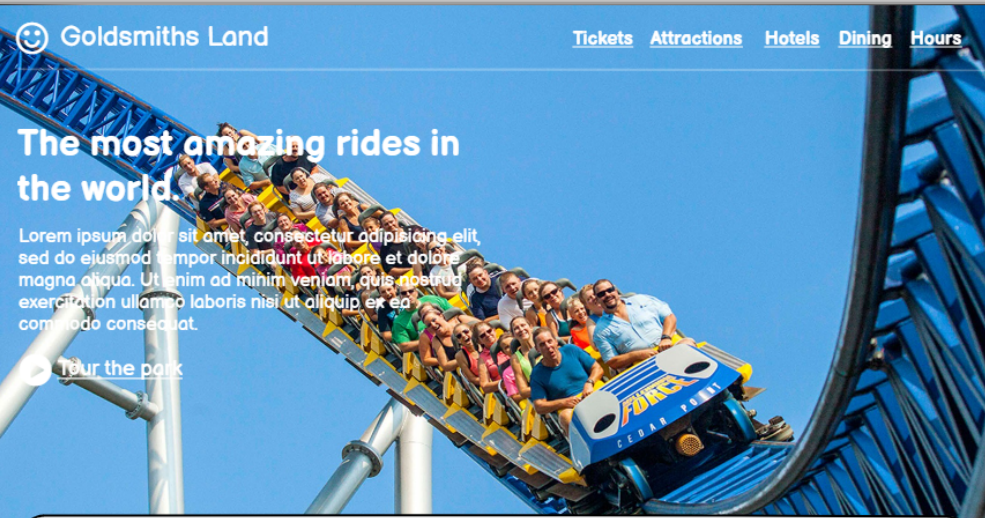 Goldsmiths Land
Tickets Attractions Hotels Dining Hours
The most amazing rides in
the world.
Lorem ipsum dolor sit amet, consectetur adipisicing elit,
sed do eiusmod tempor incididunt ut labore et dolore
magna aliqua. Ut enim ad minim veniam, quis nostrud
exercitation ullamco laboris nisi ut aliquip ex ea
commodo consequat.
Tour the park
MILLENNIUM
FORCE
CEDAR POINT